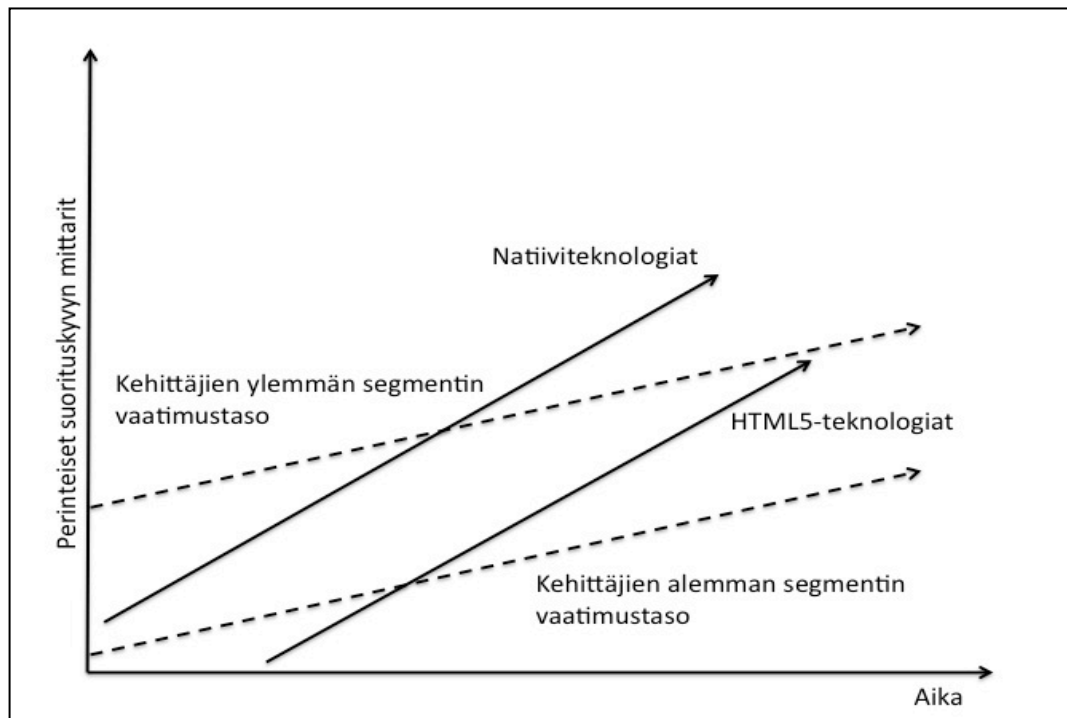 Perinteiset suorituskyvyn mittarit
Natiiviteknologiat
Kehittäjien ylemmän segmentin
vaatimustaso
HTML5-teknologiat
Kehittäjien alemman segmentin
vaatimustaso
Aika